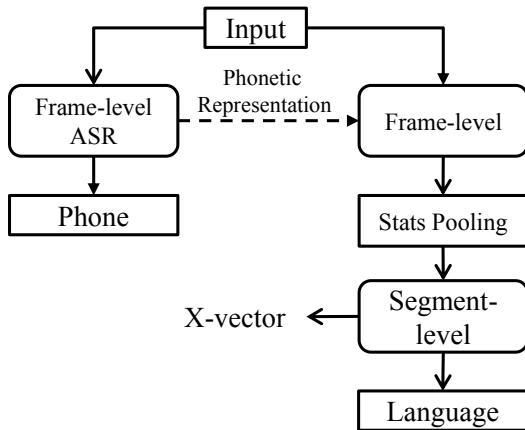 Input
Phonetic
Representation
Frame-level
ASR
Frame-level
Phone
Stats Pooling
X-vector
Segment-
level
Language